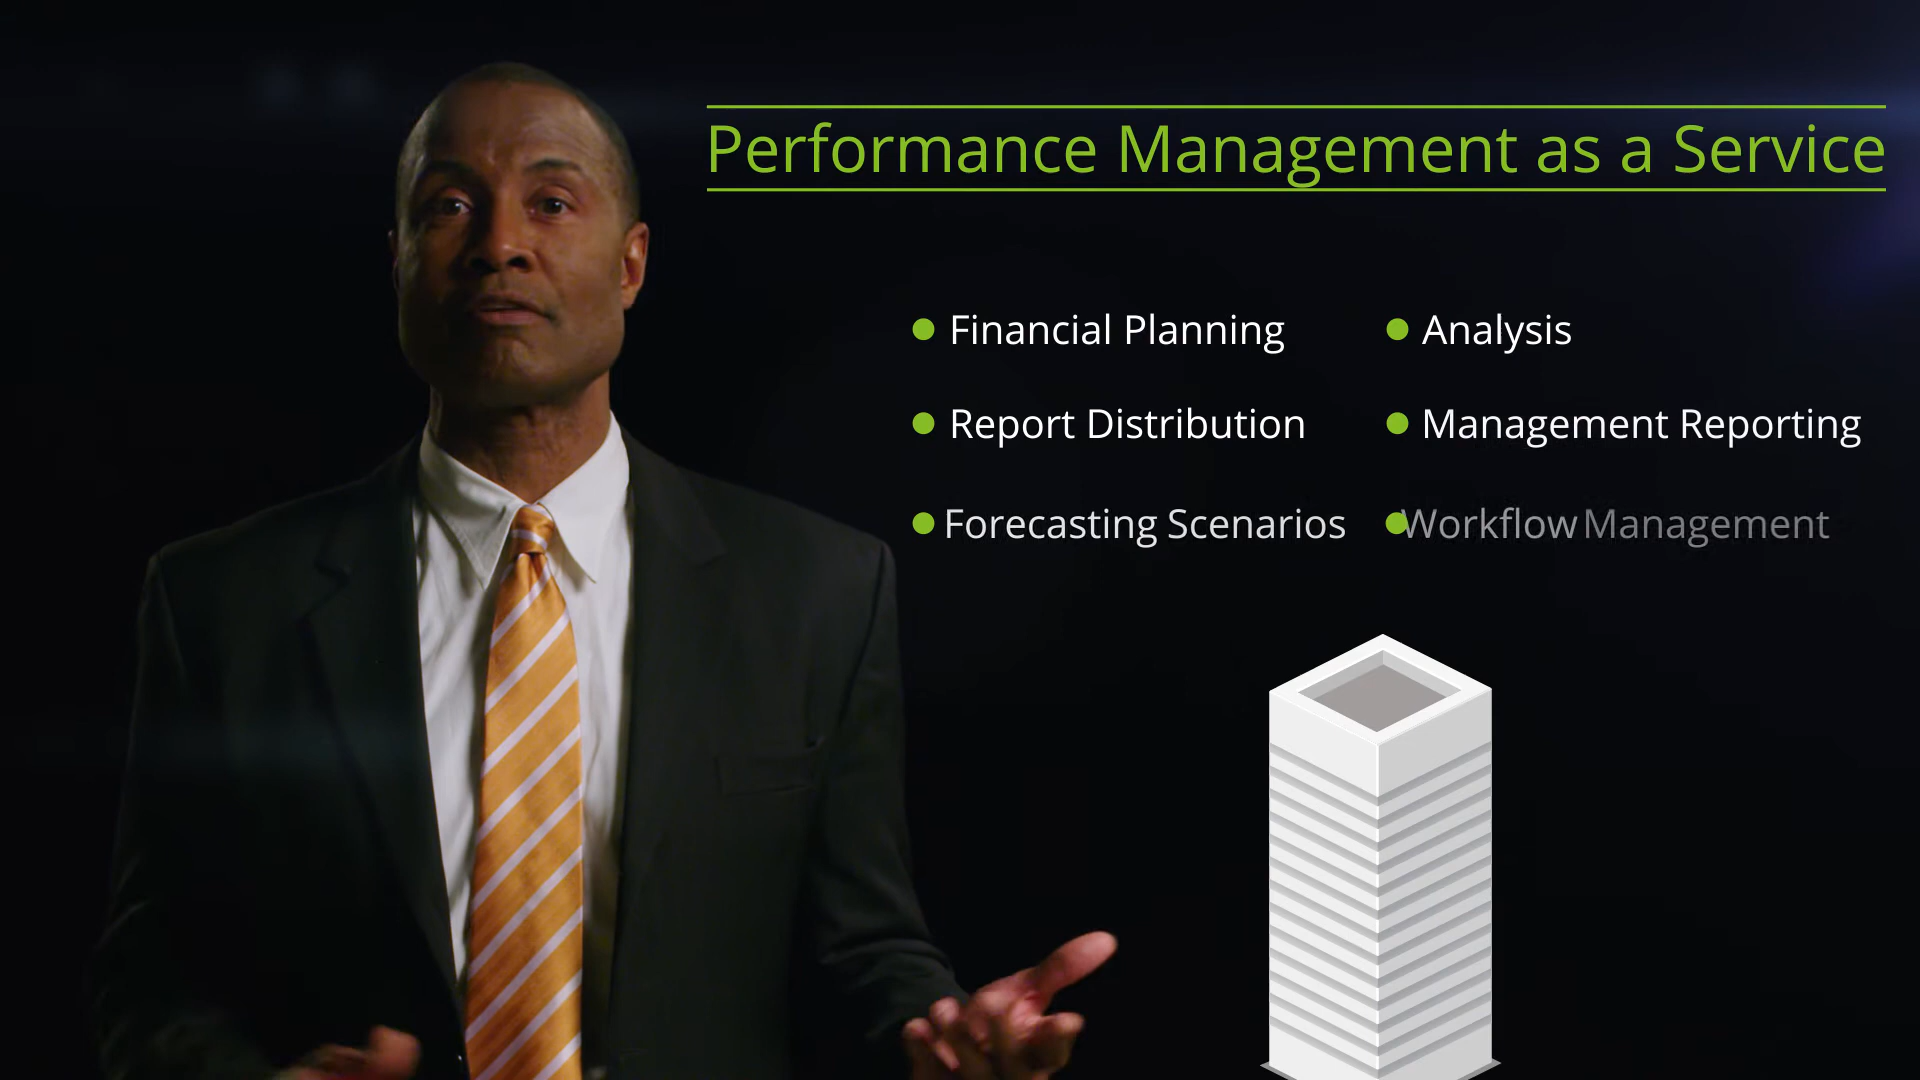 Performance Management as a Service
Financial Planning
Analysis
Report Distribution
Management Reporting
Forecasting Scenarios
Workflow Management